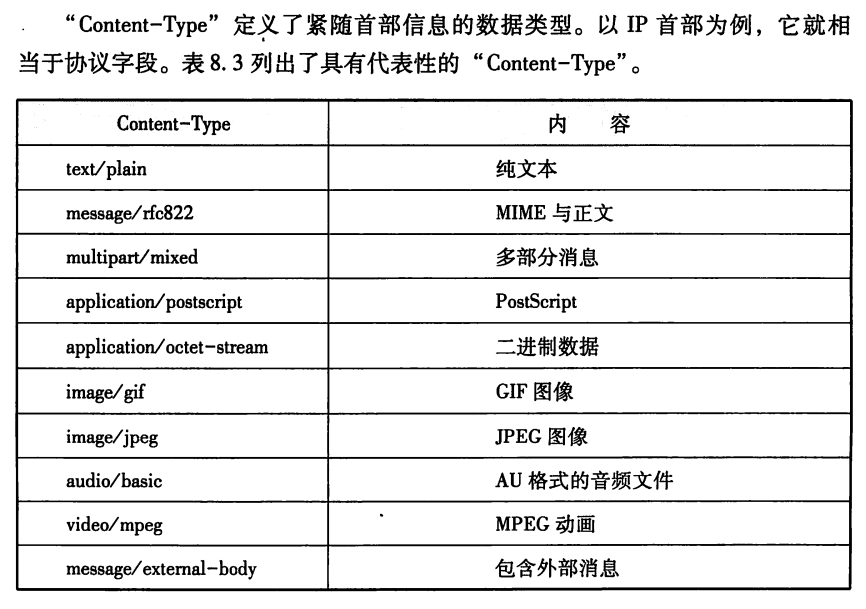 “Content-Type”定义了紧随首部信息的数据类型。以 IP 首部为例，它就相
当于协议字段。表 8.3 列出了具有代表性的“Content-Type”。
Content-Type 内 容
text/plain 纯文本
message/rfc822 MIME 与正文
multipart/mixed 多部分消息
application/postscript PostScript
application/octet-stream 二进制数据
image/gif GIF 图像
image/jpeg JPEG 图像
audio/basic AU 格式的音频文件
video/mpeg MPEG 动画
message/external-body 包含外部消息